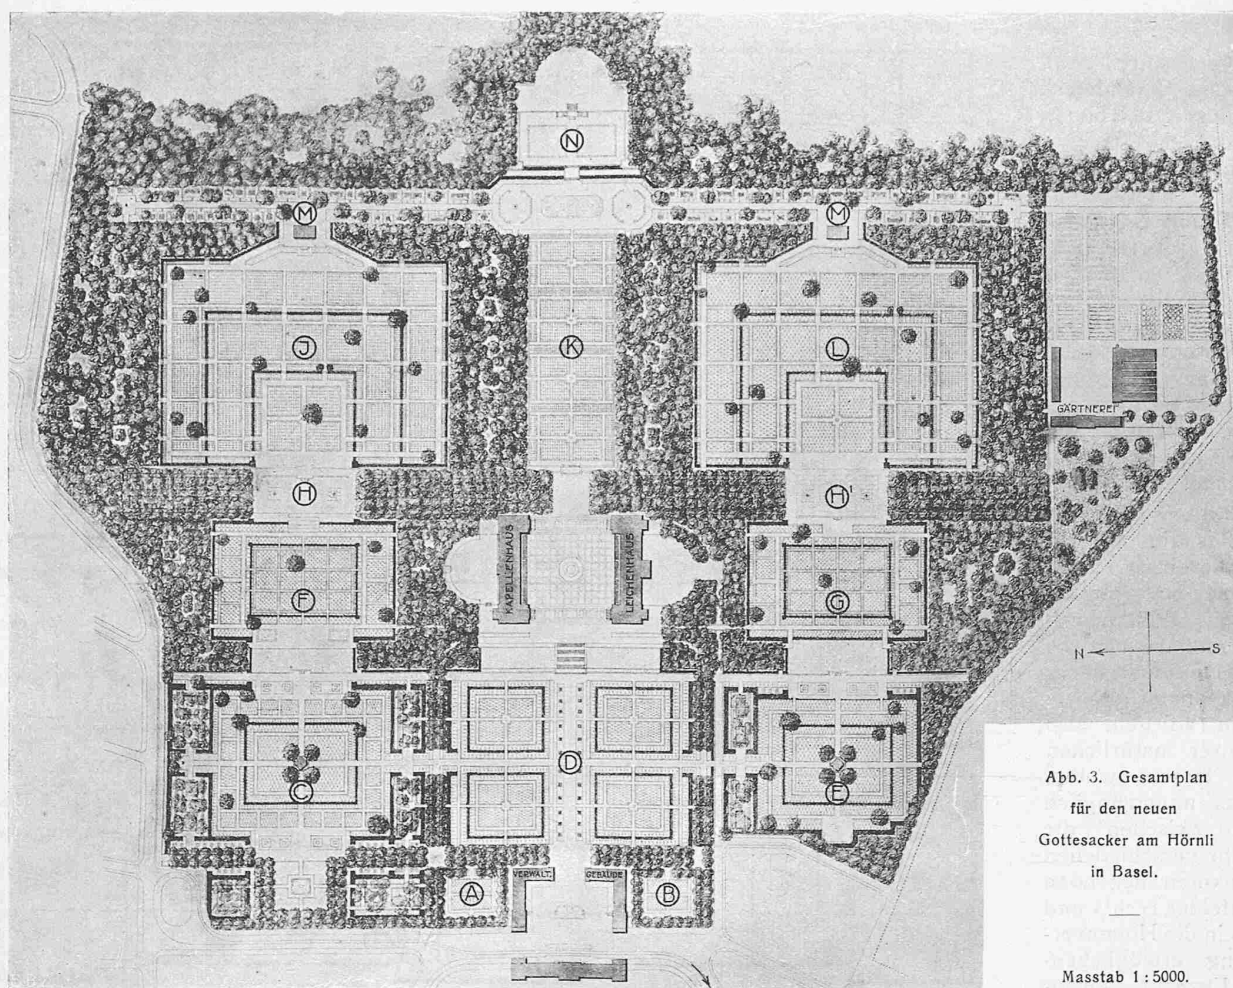 N
M M
J K L
GÄRTNEREI
H H'
KAPELLENHAUS LEICHENHAUS
F G
N S
C D E
A VERWALT. GEBÄUDE B
Abb. 3. Gesamtplan
für den neuen
Gottesacker am Hörnli
in Basel.
Masstab 1 : 5000.